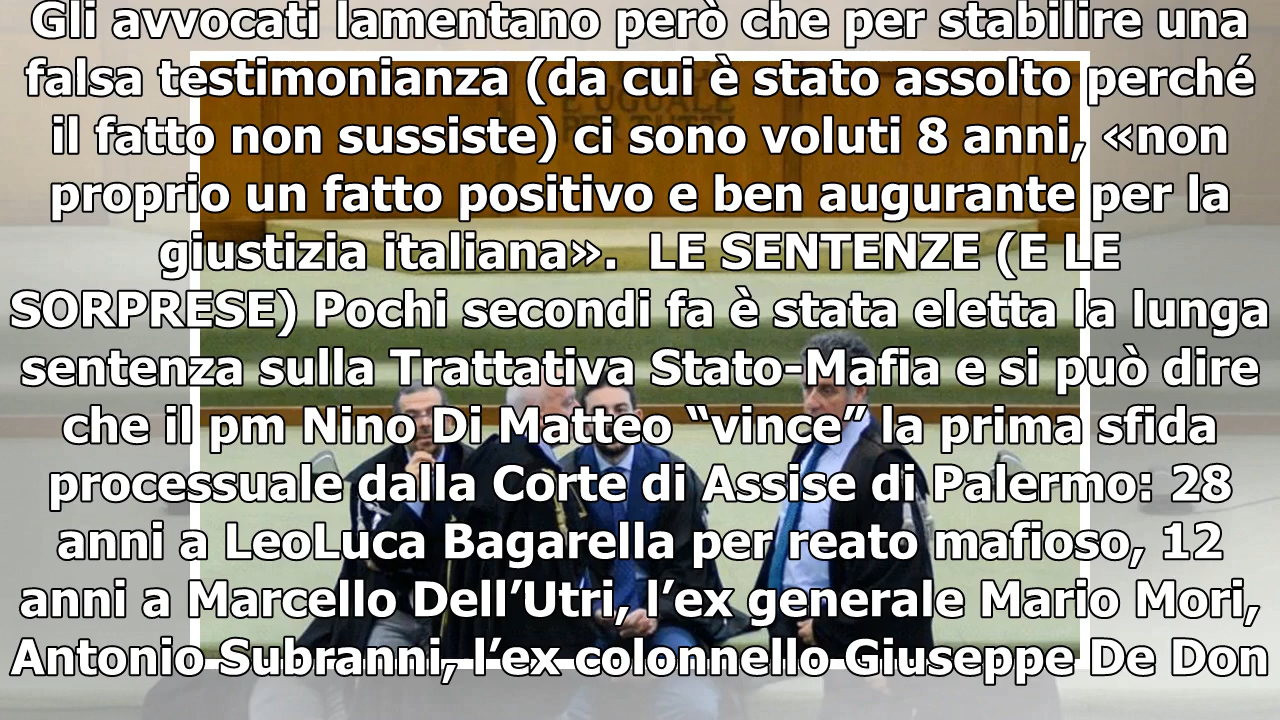 Gli avvocati lamentano però che per stabilire una
falsa testimonianza (da cui è stato assolto perché
il fatto non sussiste) ci sono voluti 8 anni, «non
proprio un fatto positivo e ben augurante per la
giustizia italiana». LE SENTENZE (E LE
SORPRESE) Pochi secondi fa è stata eletta la lunga
sentenza sulla Trattativa Stato-Mafia e si può dire
che il pm Nino Di Matteo “vince” la prima sfida
processuale dalla Corte di Assise di Palermo: 28
anni a LeoLuca Bagarella per reato mafioso, 12
anni a Marcello Dell’Utri, l’ex generale Mario Mori,
Antonio Subranni, l’ex colonnello Giuseppe De Don
E UGUALE
PER TUTTI